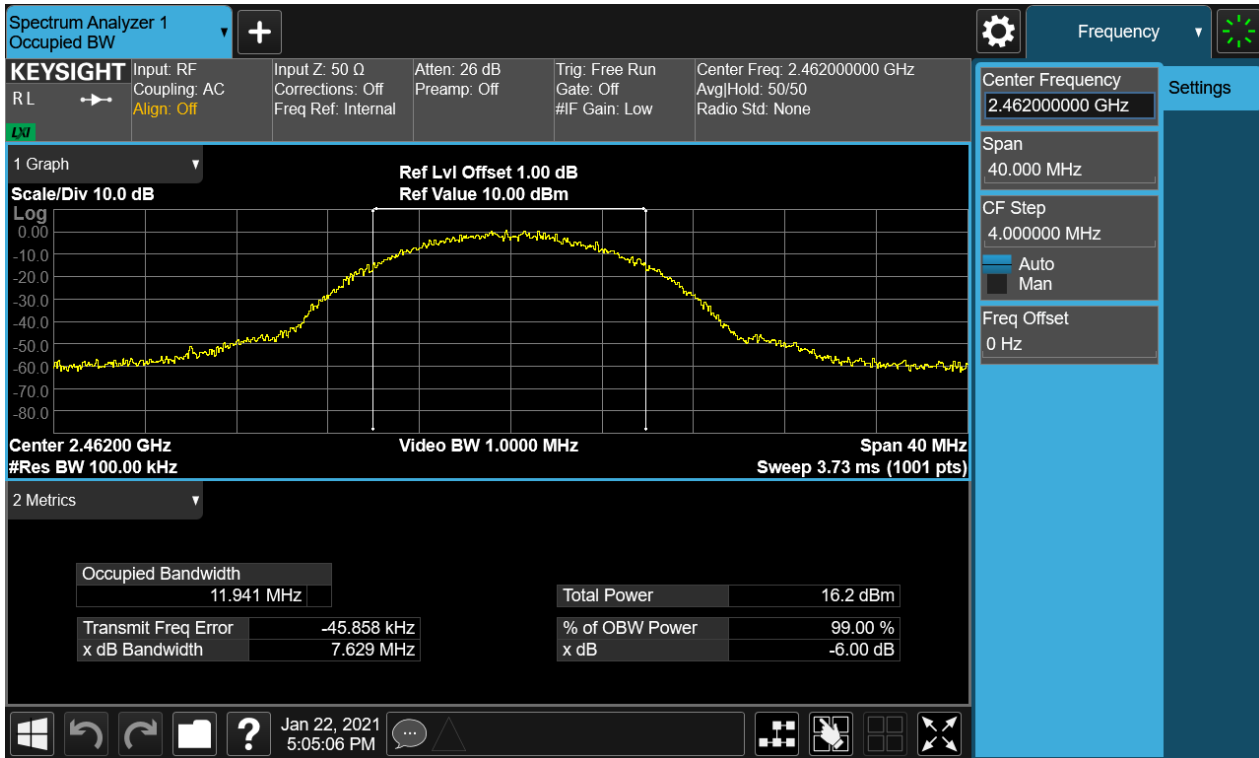 Spectrum Analyzer 1
Occupied BW
+
Frequency
KEYSIGHT
R L
LXI
Input: RF
Coupling: AC
Align: Off
Input Z: 50 Ω
Corrections: Off
Freq Ref: Internal
Atten: 26 dB
Preamp: Off
Trig: Free Run
Gate: Off
#IF Gain: Low
Center Freq: 2.462000000 GHz
Avg|Hold: 50/50
Radio Std: None
Center Frequency
2.462000000 GHz
Settings
Span
40.000 MHz
CF Step
4.000000 MHz
Auto
Man
Freq Offset
0 Hz
1 Graph
Scale/Div 10.0 dB
Ref Lvl Offset 1.00 dB
Ref Value 10.00 dBm
Log
0.00
-10.0
-20.0
-30.0
-40.0
-50.0
-60.0
-70.0
-80.0
Center 2.46200 GHz
#Res BW 100.00 kHz
Video BW 1.0000 MHz
Span 40 MHz
Sweep 3.73 ms (1001 pts)
2 Metrics
Occupied Bandwidth
11.941 MHz
Total Power 16.2 dBm
Transmit Freq Error -45.858 kHz
% of OBW Power 99.00 %
x dB Bandwidth 7.629 MHz
x dB -6.00 dB
?
Jan 22, 2021
5:05:06 PM